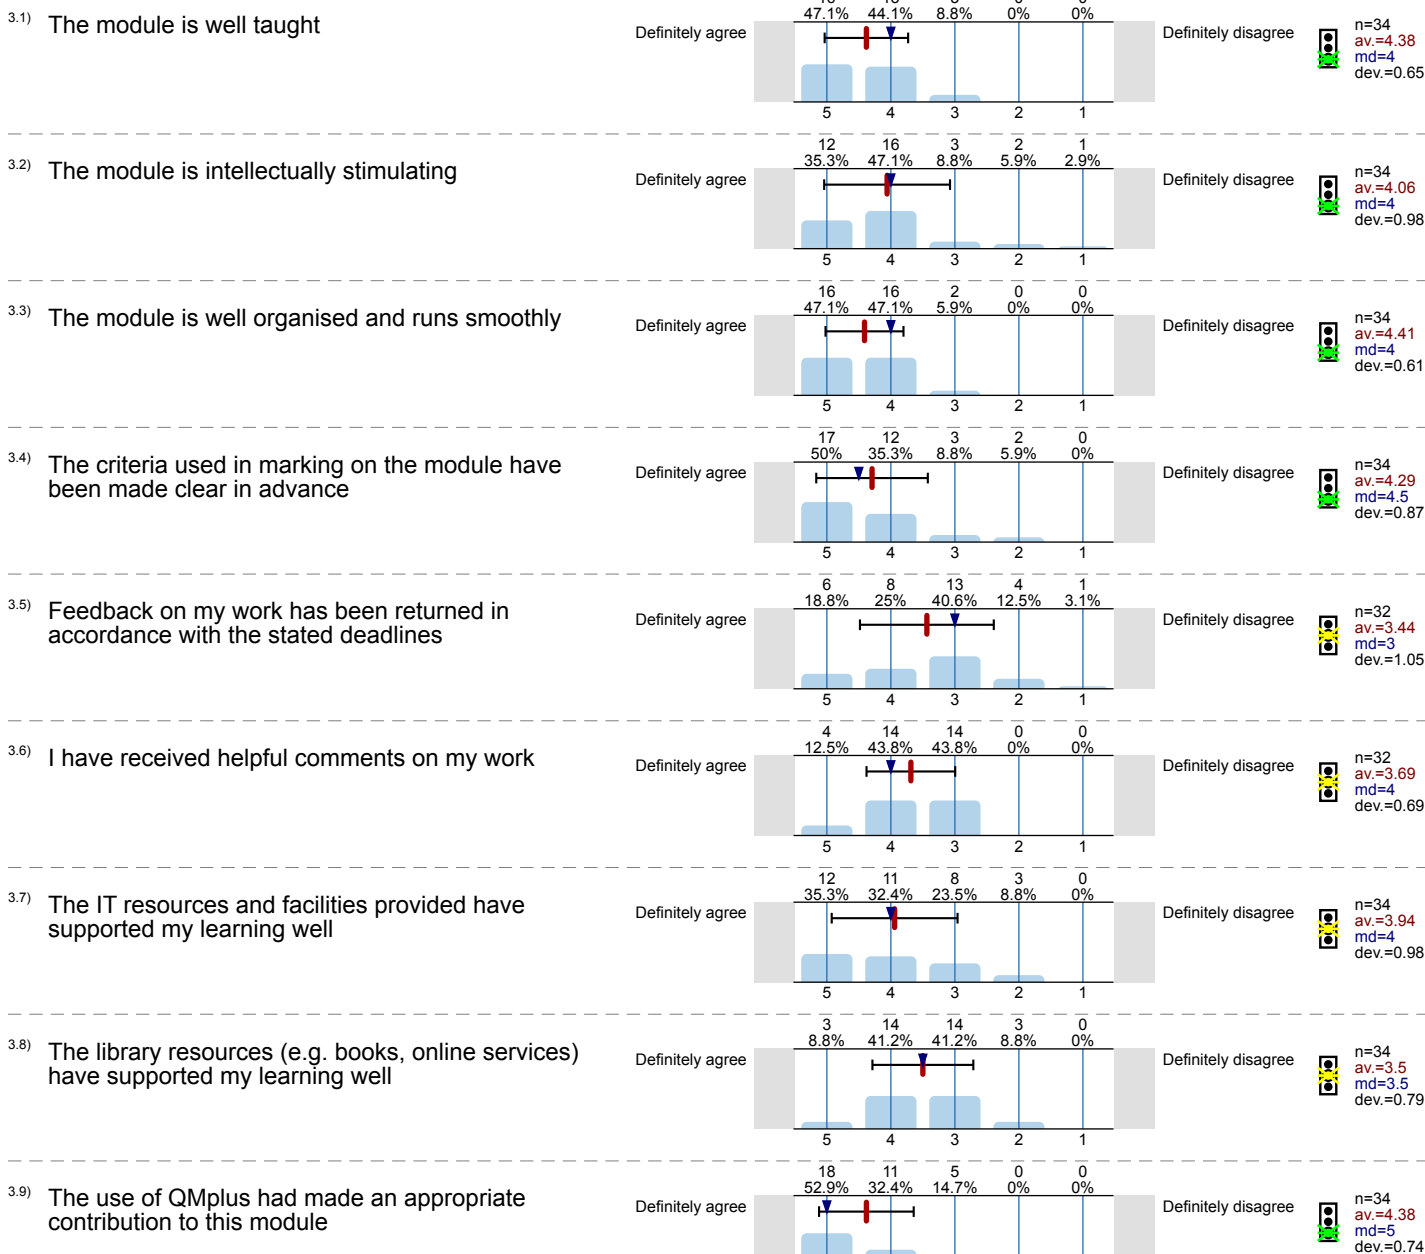 3.1) The module is well taught
47.1% 44.1% 8.8% 0% 0%
Definitely agree Definitely disagree
n=34
av.=4.38
md=4
dev.=0.65
5 4 3 2 1
12 16 3 2 1
35.3% 47.1% 8.8% 5.9% 2.9%
3.2) The module is intellectually stimulating
Definitely agree Definitely disagree
n=34
av.=4.06
md=4
dev.=0.98
5 4 3 2 1
16 16 2 0 0
47.1% 47.1% 5.9% 0% 0%
3.3) The module is well organised and runs smoothly
Definitely agree Definitely disagree
n=34
av.=4.41
md=4
dev.=0.61
5 4 3 2 1
17 12 3 2 0
50% 35.3% 8.8% 5.9% 0%
3.4) The criteria used in marking on the module have
been made clear in advance
Definitely agree Definitely disagree
n=34
av.=4.29
md=4.5
dev.=0.87
5 4 3 2 1
6 8 13 4 1
18.8% 25% 40.6% 12.5% 3.1%
3.5) Feedback on my work has been returned in
accordance with the stated deadlines
Definitely agree Definitely disagree
n=32
av.=3.44
md=3
dev.=1.05
5 4 3 2 1
4 14 14 0 0
12.5% 43.8% 43.8% 0% 0%
3.6) I have received helpful comments on my work
Definitely agree Definitely disagree
n=32
av.=3.69
md=4
dev.=0.69
5 4 3 2 1
12 11 8 3 0
35.3% 32.4% 23.5% 8.8% 0%
3.7) The IT resources and facilities provided have
supported my learning well
Definitely agree Definitely disagree
n=34
av.=3.94
md=4
dev.=0.98
5 4 3 2 1
3 14 14 3 0
8.8% 41.2% 41.2% 8.8% 0%
3.8) The library resources (e.g. books, online services)
have supported my learning well
Definitely agree Definitely disagree
n=34
av.=3.5
md=3.5
dev.=0.79
5 4 3 2 1
18 11 5 0 0
52.9% 32.4% 14.7% 0% 0%
3.9) The use of QMplus had made an appropriate
contribution to this module
Definitely agree Definitely disagree
n=34
av.=4.38
md=5
dev.=0.74